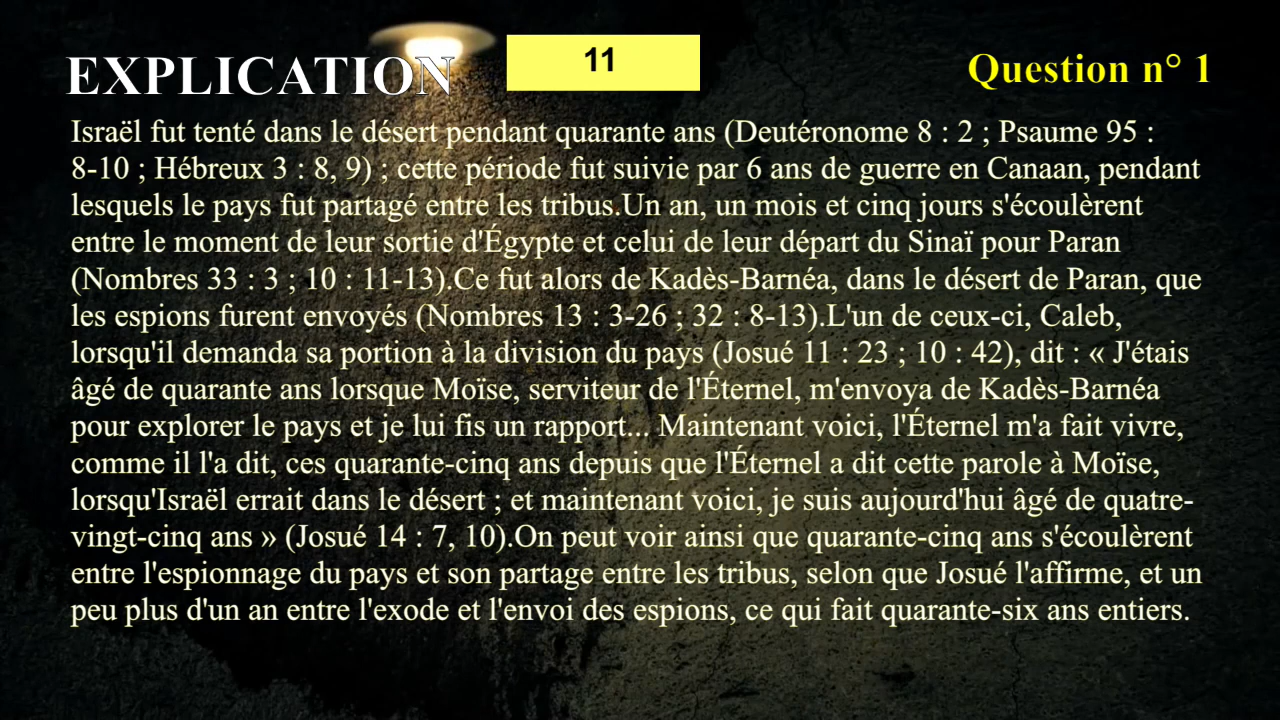 EXPLICATION
11
Question n° 1
Israël fut tenté dans le désert pendant quarante ans (Deutéronome 8 : 2 ; Psaume 95 :
8-10 ; Hébreux 3 : 8, 9) ; cette période fut suivie par 6 ans de guerre en Canaan, pendant
lesquels le pays fut partagé entre les tribus.Un an, un mois et cinq jours s'écoulèrent
entre le moment de leur sortie d'Égypte et celui de leur départ du Sinaï pour Paran
(Nombres 33 : 3 ; 10 : 11-13).Ce fut alors de Kadès-Barnéa, dans le désert de Paran, que
les espions furent envoyés (Nombres 13 : 3-26 ; 32 : 8-13).L'un de ceux-ci, Caleb,
lorsqu'il demanda sa portion à la division du pays (Josué 11 : 23 ; 10 : 42), dit : « J'étais
âgé de quarante ans lorsque Moïse, serviteur de l'Éternel, m'envoya de Kadès-Barnéa
pour explorer le pays et je lui fis un rapport... Maintenant voici, l'Éternel m'a fait vivre,
comme il l'a dit, ces quarante-cinq ans depuis que l'Éternel a dit cette parole à Moïse,
lorsqu'Israël errait dans le désert ; et maintenant voici, je suis aujourd'hui âgé de quatre-
vingt-cinq ans » (Josué 14 : 7, 10).On peut voir ainsi que quarante-cinq ans s'écoulèrent
entre l'espionnage du pays et son partage entre les tribus, selon que Josué l'affirme, et un
peu plus d'un an entre l'exode et l'envoi des espions, ce qui fait quarante-six ans entiers.